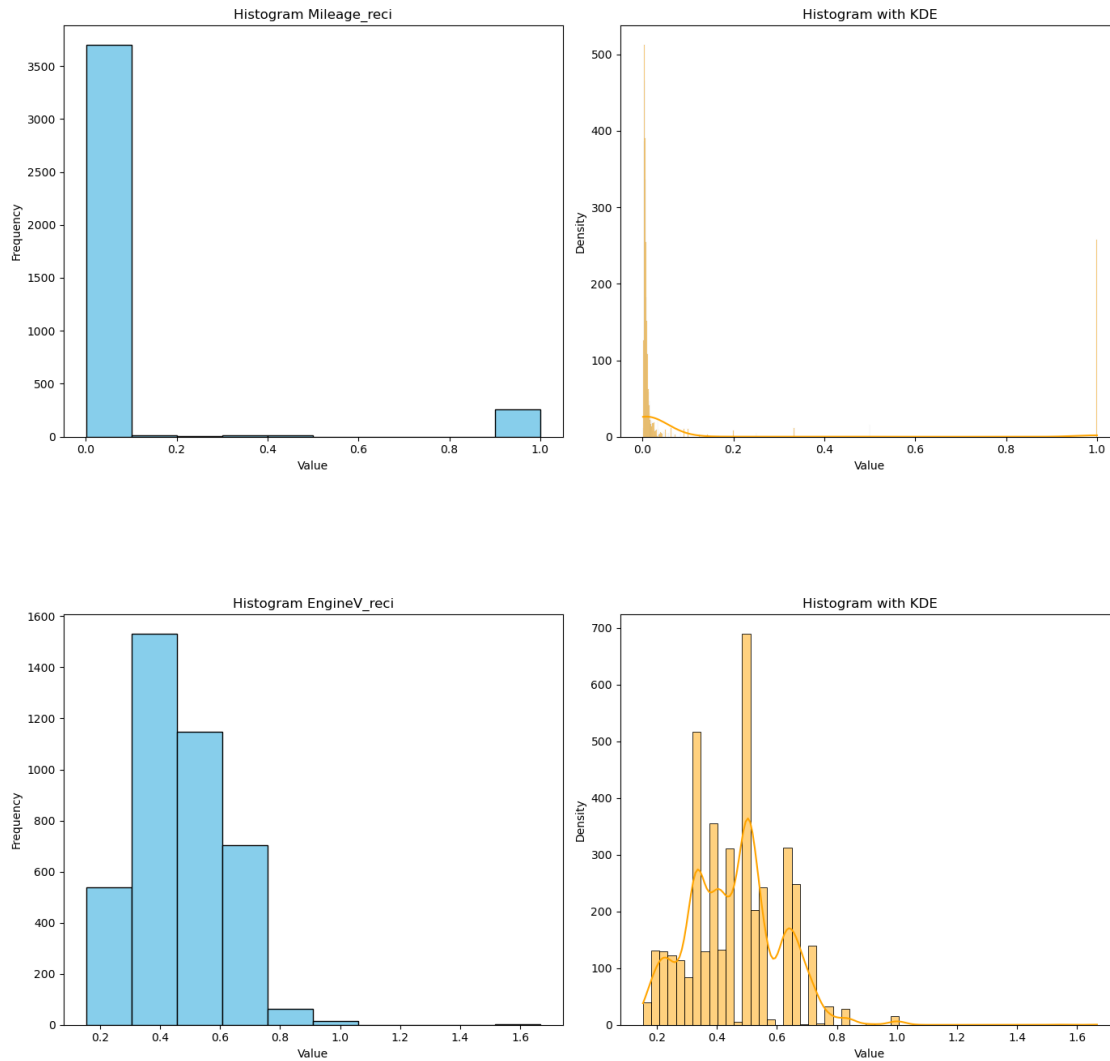 Histogram Mileage_reci
Histogram with KDE
Frequency
3500
3000
2500
2000
1500
1000
500
0
0.0 0.2 0.4 0.6 0.8 1.0
Value
Density
500
400
300
200
100
0
0.0 0.2 0.4 0.6 0.8 1.0
Value
Histogram EngineV_reci
Histogram with KDE
Frequency
1600
1400
1200
1000
800
600
400
200
0
0.2 0.4 0.6 0.8 1.0 1.2 1.4 1.6
Value
Density
700
600
500
400
300
200
100
0
0.2 0.4 0.6 0.8 1.0 1.2 1.4 1.6
Value